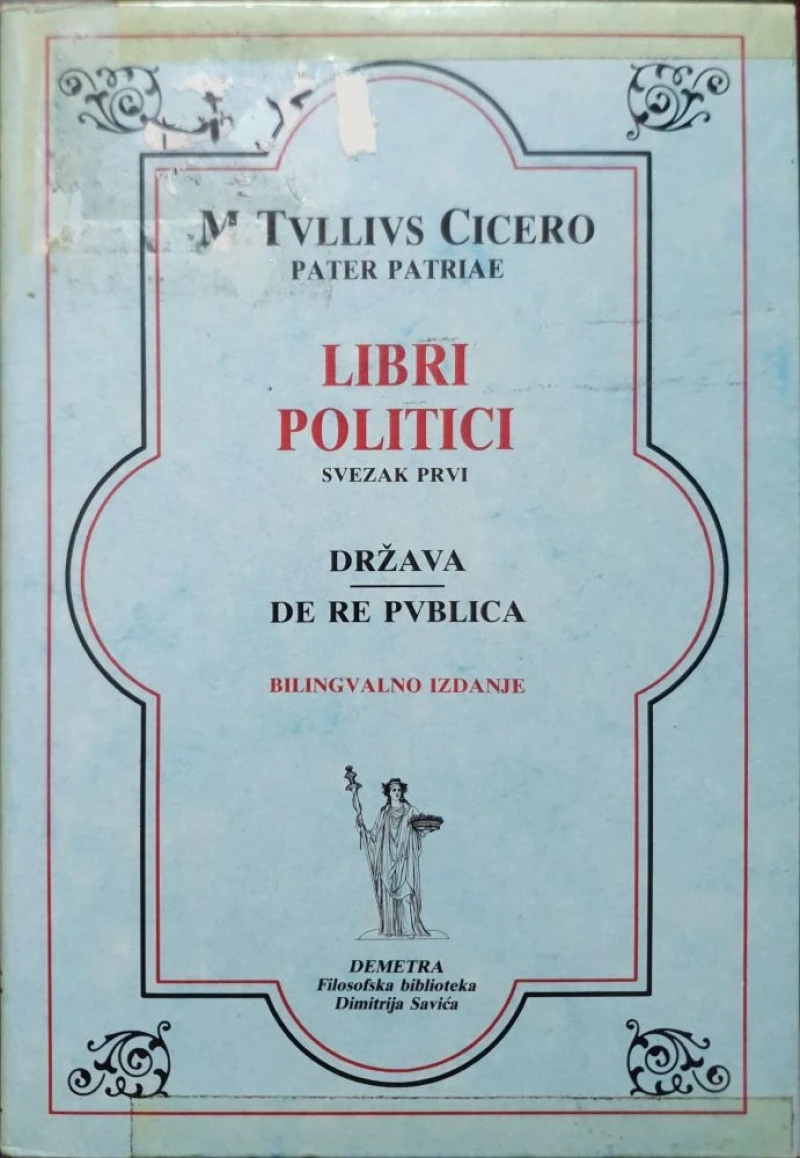 M TVLLIVS CICERO
PATER PATRIAE
LIBRI
POLITICI
SVEZAK PRVI
DRŽAVA
DE RE PVBLICA
BILINGVALNO IZDANJE
DEMETRA
Filosofska biblioteka
Dimitrija Savića